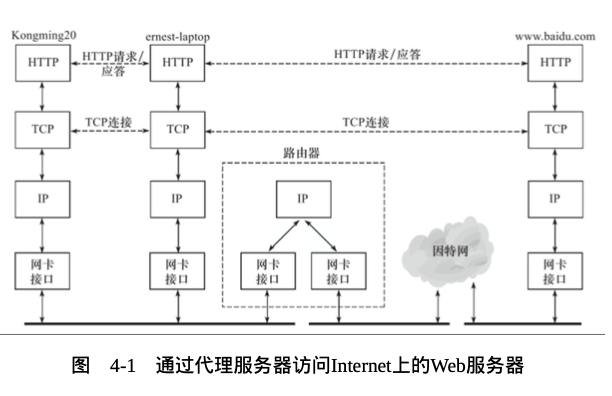 Kongming20
ernest-laptop
www.baidu.com
HTTP
HTTP请求/
应答
HTTP
HTTP请求/应答
HTTP
TCP
TCP连接
TCP
TCP连接
TCP
路由器
IP
IP
IP
IP
因特网
网卡
接口
网卡
接口
网卡
接口
网卡
接口
网卡
接口
图 4-1 通过代理服务器访问Internet上的Web服务器